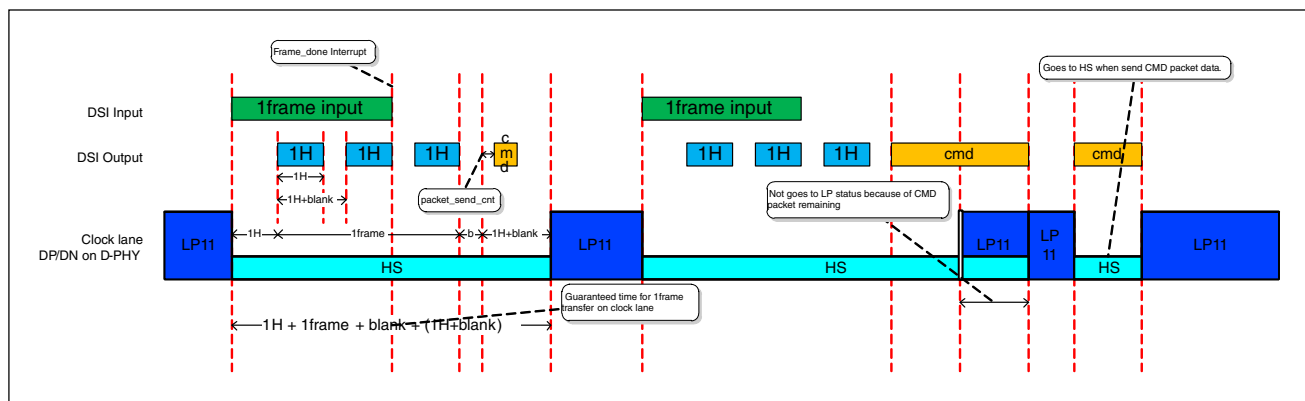 Frame_done Interrupt
Goes to HS when send CMD packet data.
DSI Input
1frame input
1frame input
DSI Output
1H
1H
1H
c
m
d
1H
1H
1H
cmd
cmd
1H
1H+blank
packet_send_cnt
Not goes to LP status because of CMD
packet remaining
Clock lane
DP/DN on D-PHY
LP11
1H
1frame
b
1H+blank
LP11
LP11
LP
11
LP11
HS
HS
HS
Guaranteed time for 1frame
transfer on clock lane
1H + 1frame + blank + (1H+blank)